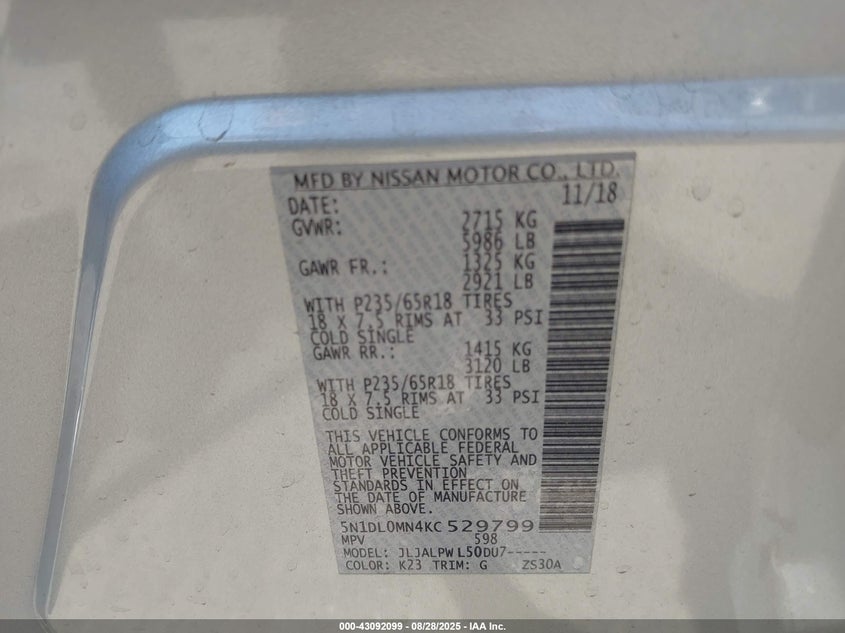 MFD BY NISSAN MOTOR CO., LTD.
DATE: 11/18
GVWR: 2715 KG
5986 LB
GAWR FR.: 1325 KG
2921 LB
WITH P235/65R18 TIRES
18 X 7.5 RIMS AT 33 PSI
COLD SINGLE
GAWR RR.: 1415 KG
3120 LB
WITH P235/65R18 TIRES
18 X 7.5 RIMS AT 33 PSI
COLD SINGLE
THIS VEHICLE CONFORMS TO
ALL APPLICABLE FEDERAL
MOTOR VEHICLE SAFETY AND
THEFT PREVENTION
STANDARDS IN EFFECT ON
THE DATE OF MANUFACTURE
SHOWN ABOVE.
5N1DL0MN4KC529799
MPV 598
MODEL: JLJALPWL50DU7-----
COLOR: K23 TRIM: G ZS30A
000-43092099 - 08/28/2025 - IAA Inc.